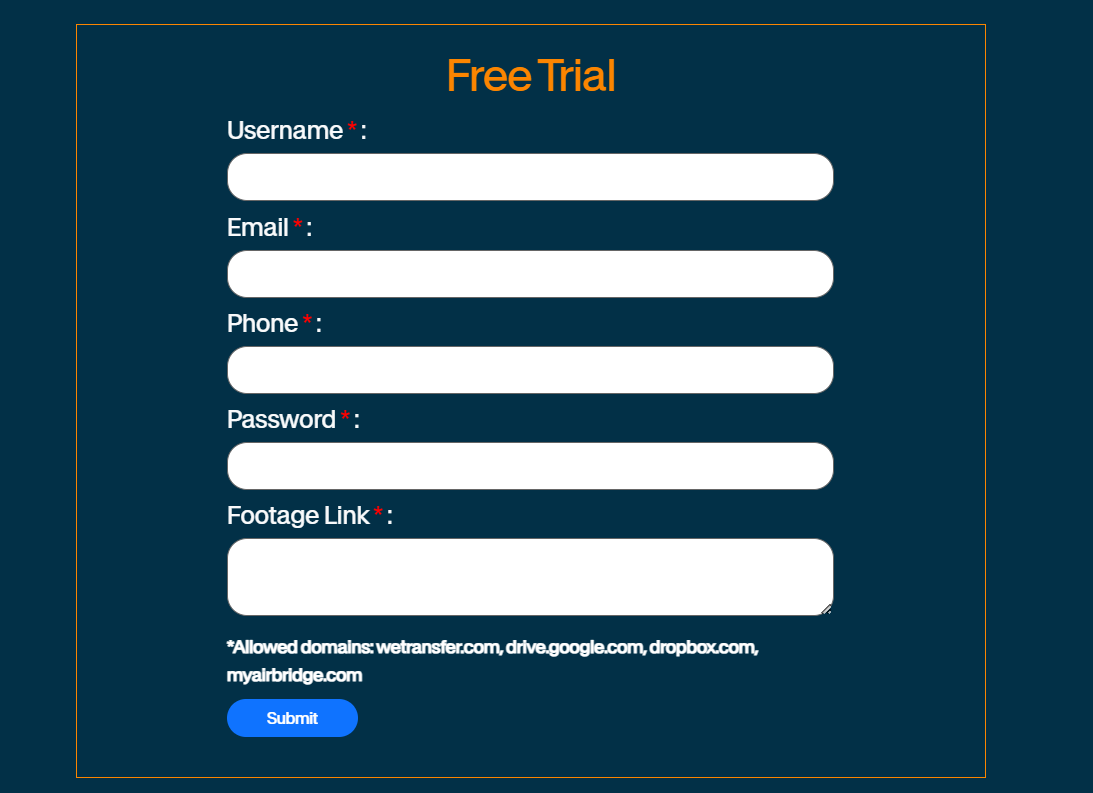 Free Trial
Username * :
Email * :
Phone * :
Password * :
Footage Link * :
*Allowed domains: wetransfer.com, drive.google.com, dropbox.com,
myairbridge.com
Submit